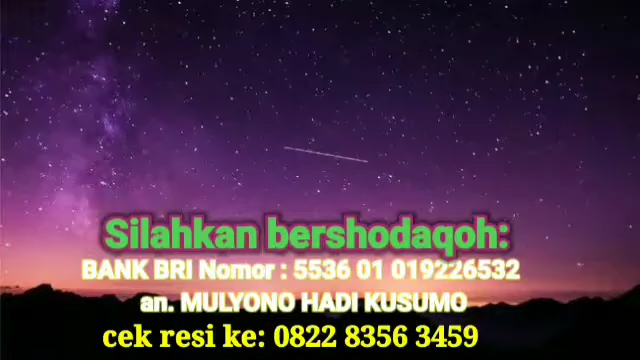 Silahkan bershodaqoh:
BANK BRI Nomor : 5536 01 019226532
an. MULYONO HADI KUSUMO
cek resi ke: 0822 8356 3459